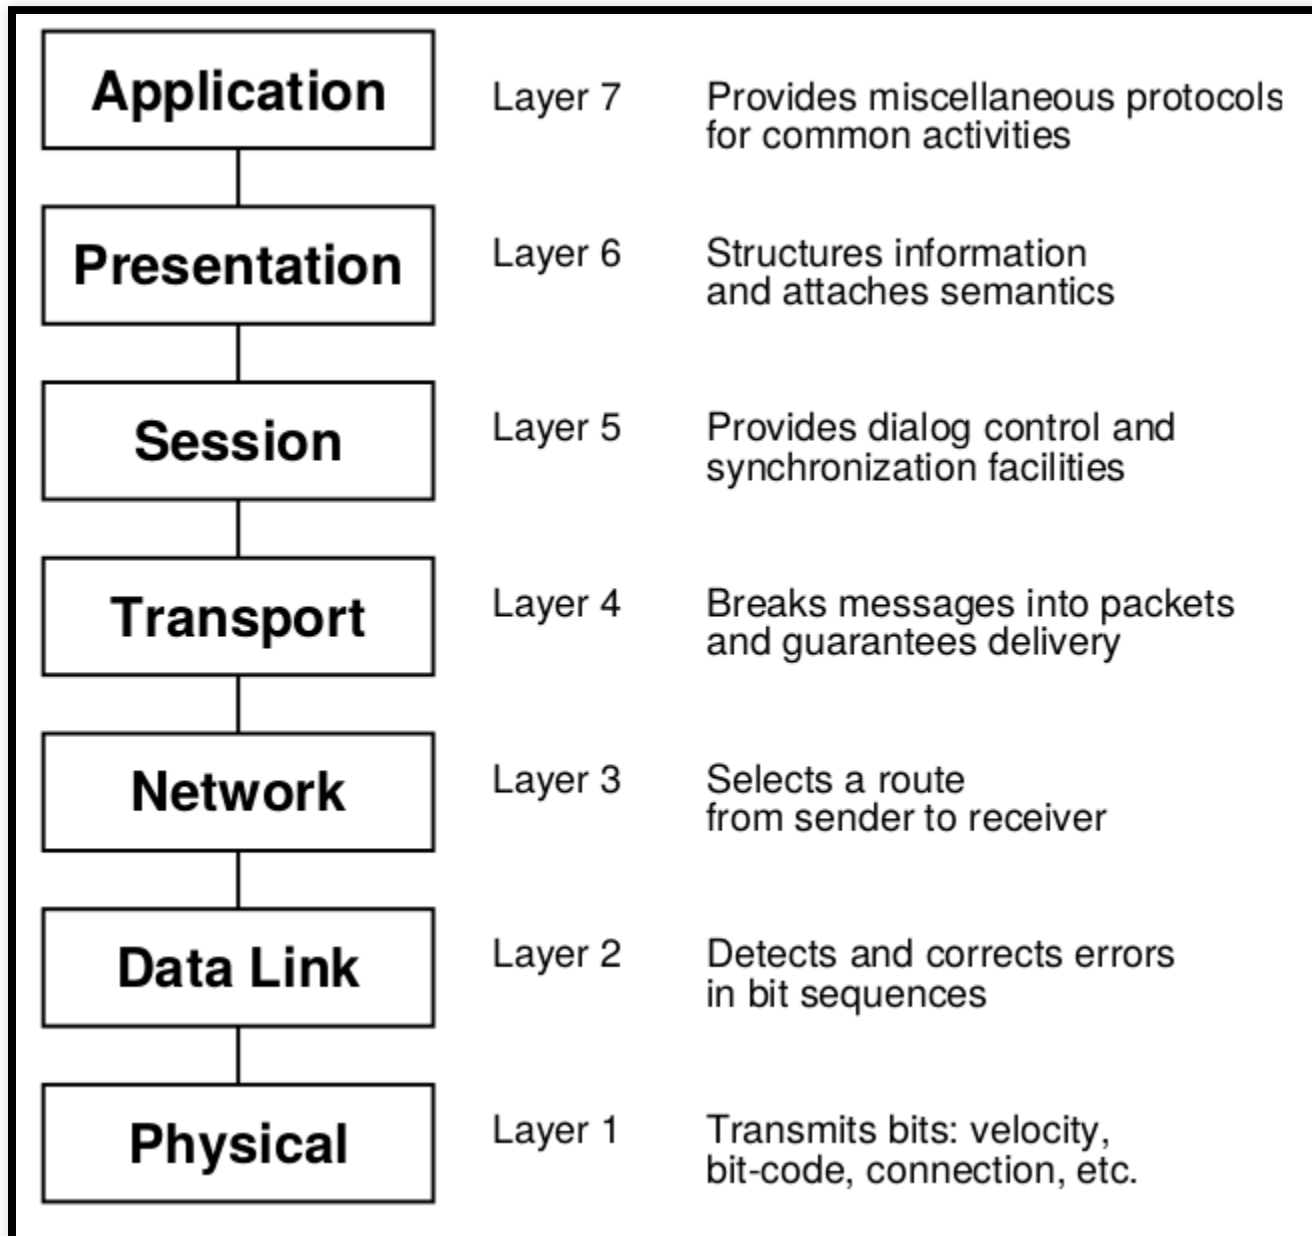 Application
Layer 7
Provides miscellaneous protocols
for common activities
Presentation
Layer 6
Structures information
and attaches semantics
Session
Layer 5
Provides dialog control and
synchronization facilities
Transport
Layer 4
Breaks messages into packets
and guarantees delivery
Network
Layer 3
Selects a route
from sender to receiver
Data Link
Layer 2
Detects and corrects errors
in bit sequences
Physical
Layer 1
Transmits bits: velocity,
bit-code, connection, etc.